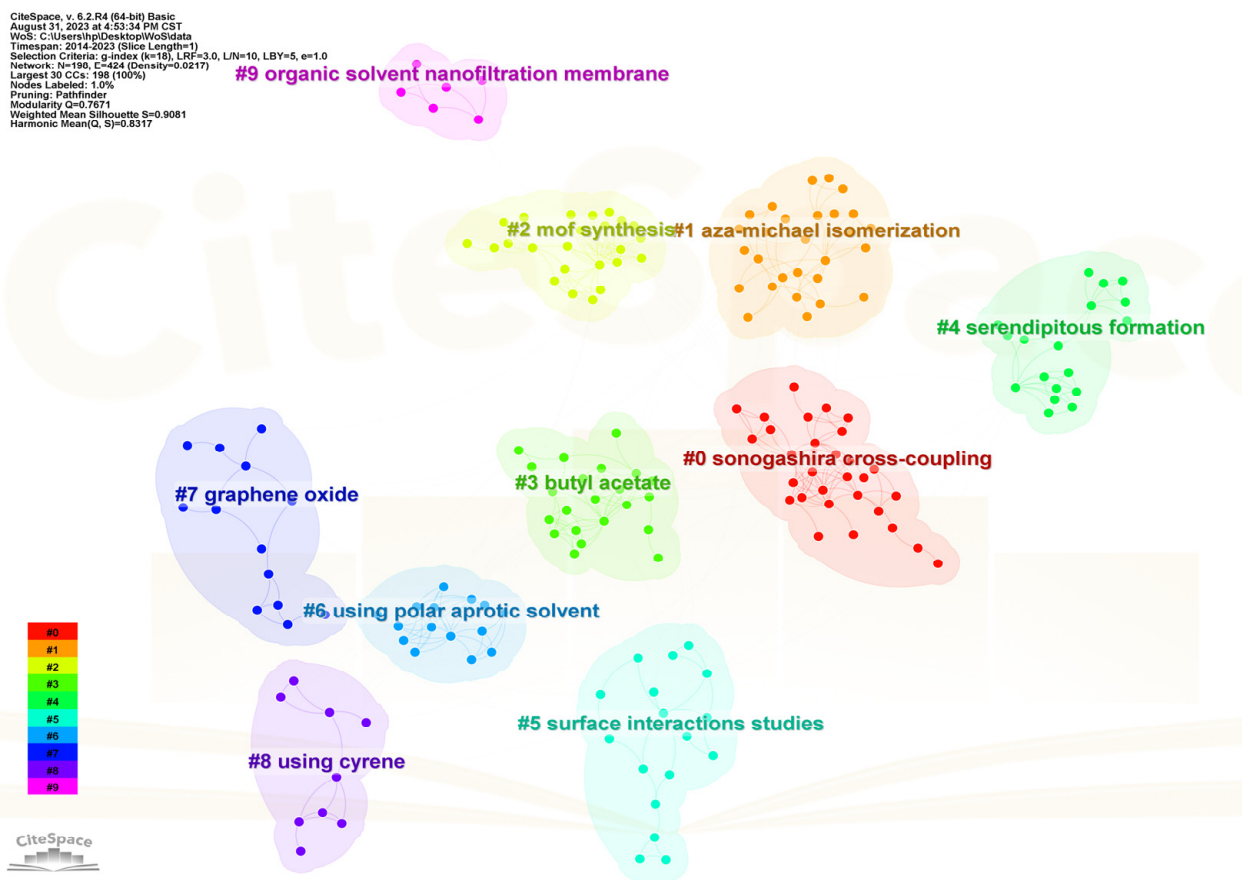 CiteSpace, v. 6.2.R4 (64-bit) Basic
August 31, 2023 at 4:53:34 PM CST
WoS: C:\Users\hp\Desktop\WoS\data
Timespan: 2014-2023 (Slice Length=1)
Selection Criteria: g-index (k=18), LRF=3.0, L/N=10, LBY=5, e=1.0
Network: N=198, E=424 (Density=0.0217)
Largest 30 CCs: 198 (100%)
Nodes Labeled: 1.0%
Pruning: Pathfinder
Modularity Q=0.7671
Weighted Mean Silhouette S=0.9081
Harmonic Mean(Q, S)=0.8317
#9 organic solvent nanofiltration membrane
#2 mof synthesis
#1 aza-michael isomerization
#4 serendipitous formation
#0 sonogashira cross-coupling
#3 butyl acetate
#7 graphene oxide
#6 using polar aprotic solvent
#5 surface interactions studies
#8 using cyrene
#0
#1
#2
#3
#4
#5
#6
#7
#8
#9
CiteSpace
CiteSpace